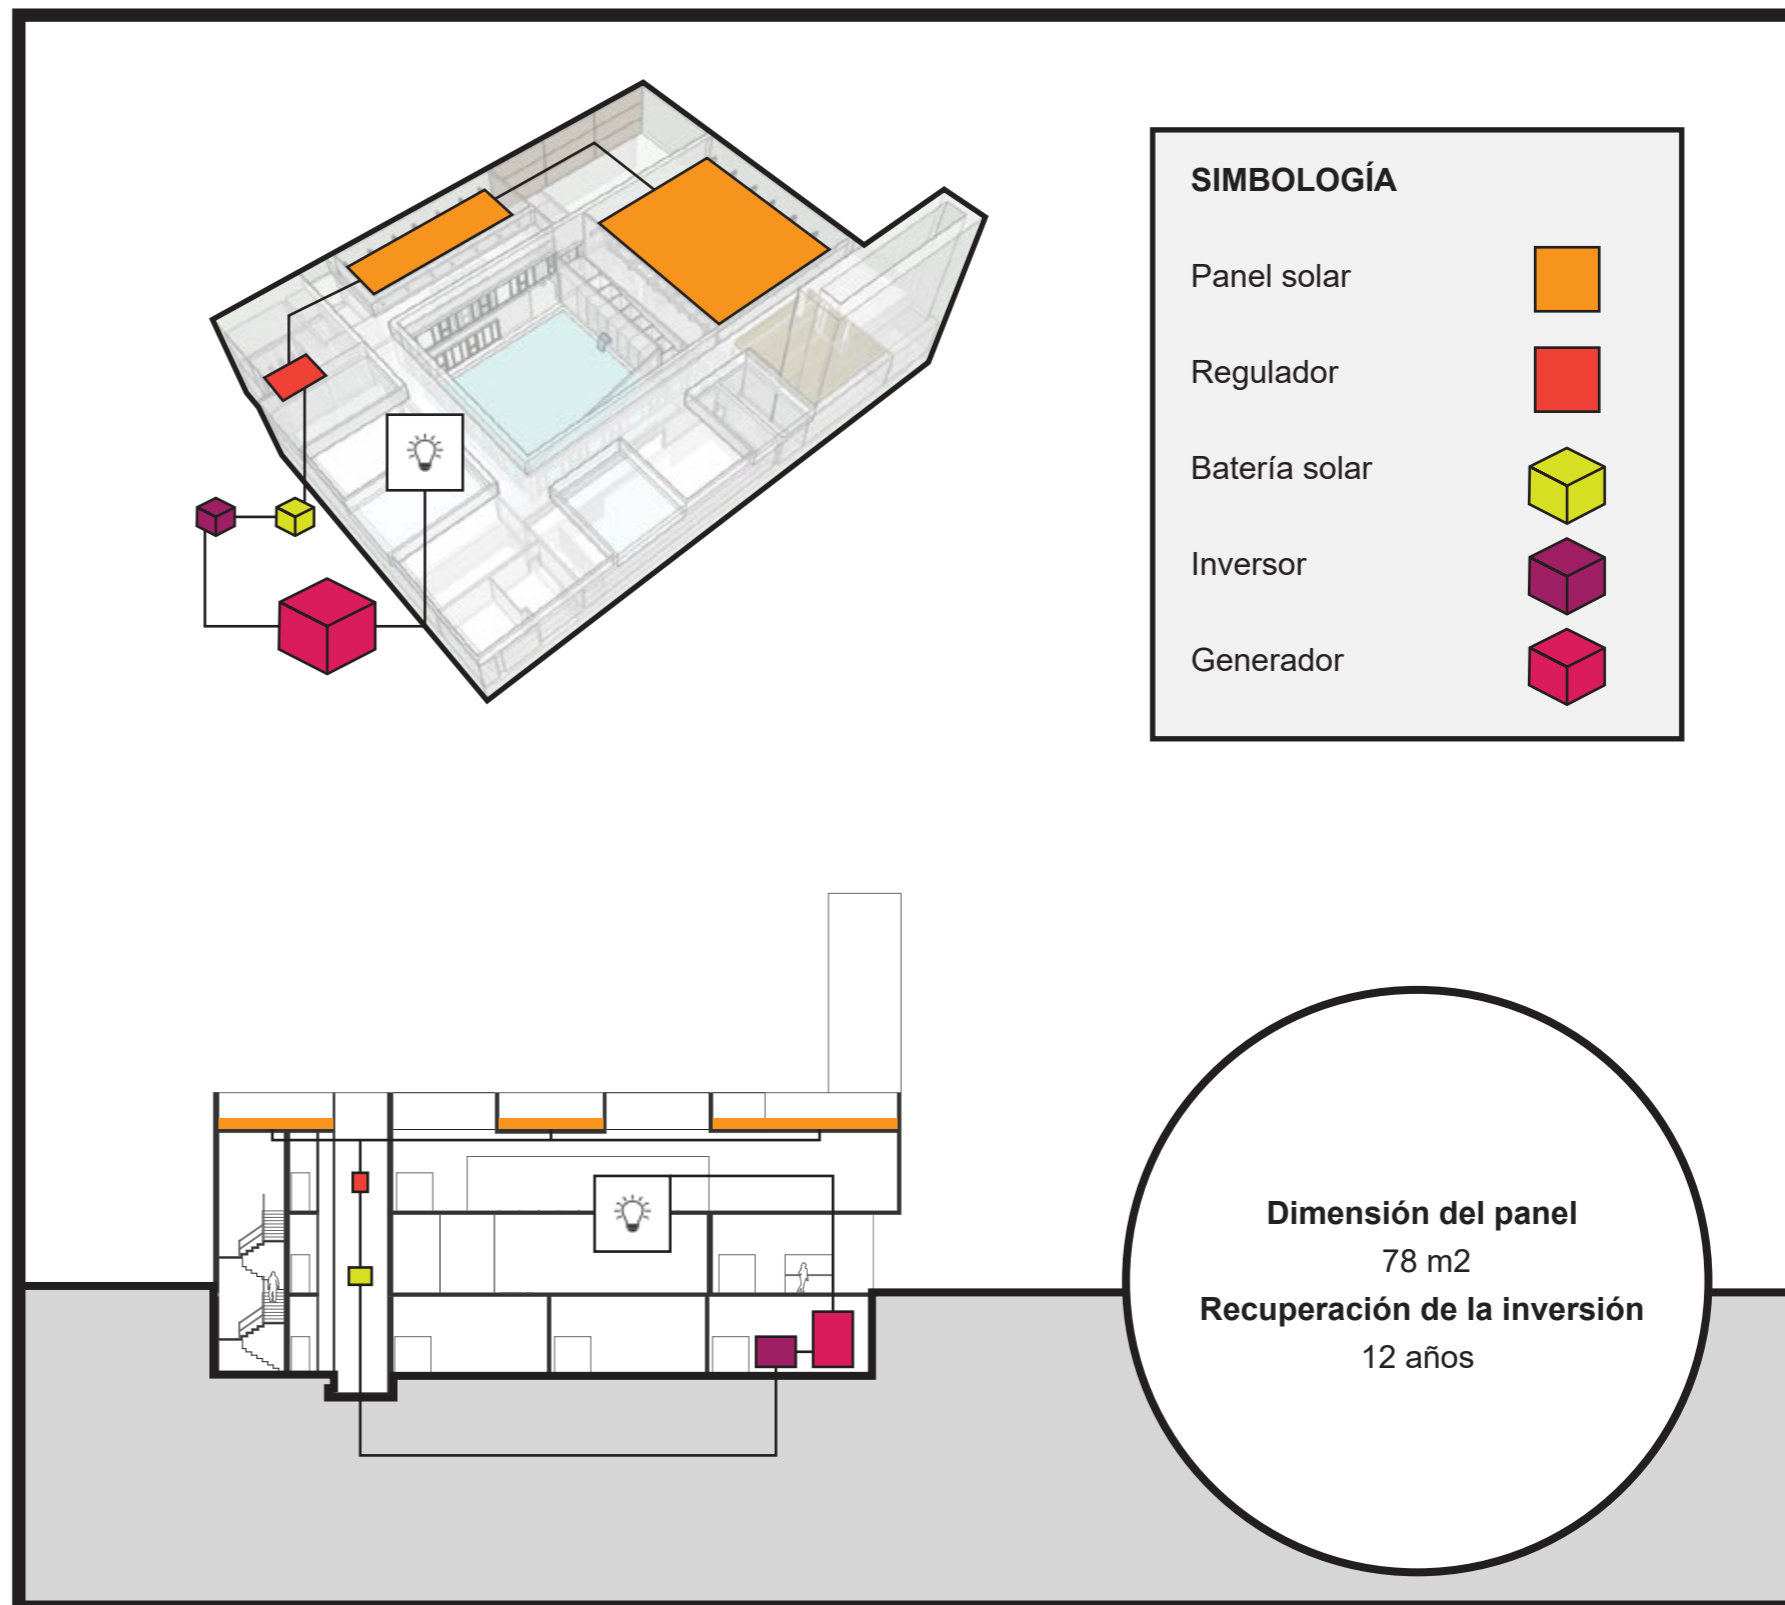 SIMBOLOGÍA
Panel solar
Regulador
Batería solar
Inversor
Generador
Dimensión del panel
78 m2
Recuperación de la inversión
12 años